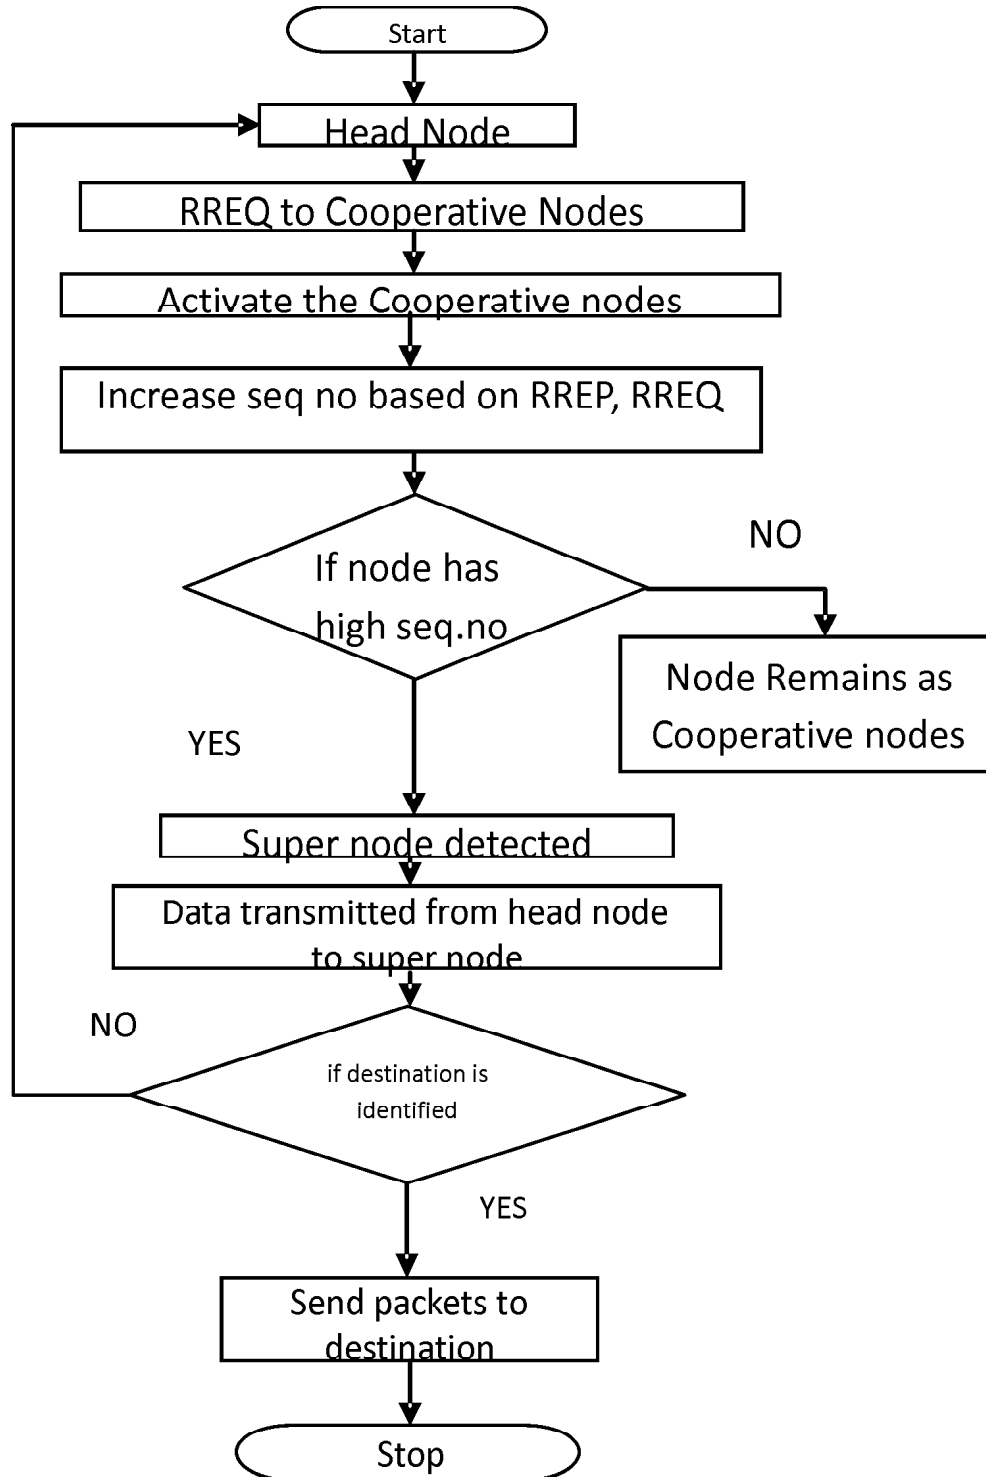 Start
Head Node
RREQ to Cooperative Nodes
Activate the Cooperative nodes
Increase seq no based on RREP, RREQ
If node has
high seq.no
NO
Node Remains as
Cooperative nodes
YES
Super node detected
Data transmitted from head node
to super node
NO
if destination is
identified
YES
Send packets to
destination
Stop